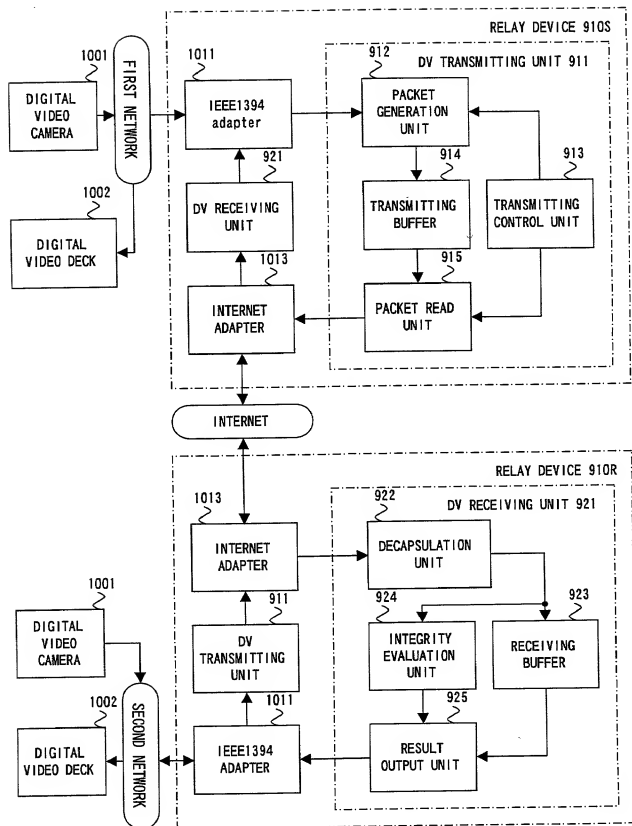 RELAY DEVICE 910S
1001
DIGITAL
VIDEO
CAMERA
FIRST NETWORK
1011
IEEE1394
adapter
DV TRANSMITTING UNIT 911
912
PACKET
GENERATION
UNIT
921
914
913
1002
DIGITAL
VIDEO DECK
DV RECEIVING
UNIT
TRANSMITTING
BUFFER
TRANSMITTING
CONTROL UNIT
1013
915
INTERNET
ADAPTER
PACKET READ
UNIT
INTERNET
RELAY DEVICE 910R
1013
INTERNET
ADAPTER
DV RECEIVING UNIT 921
922
DECAPSULATION
UNIT
1001
DIGITAL
VIDEO
CAMERA
911
DV
TRANSMITTING
UNIT
924
INTEGRITY
EVALUATION
UNIT
923
RECEIVING
BUFFER
1002
DIGITAL
VIDEO DECK
SECOND NETWORK
1011
IEEE1394
ADAPTER
925
RESULT
OUTPUT UNIT